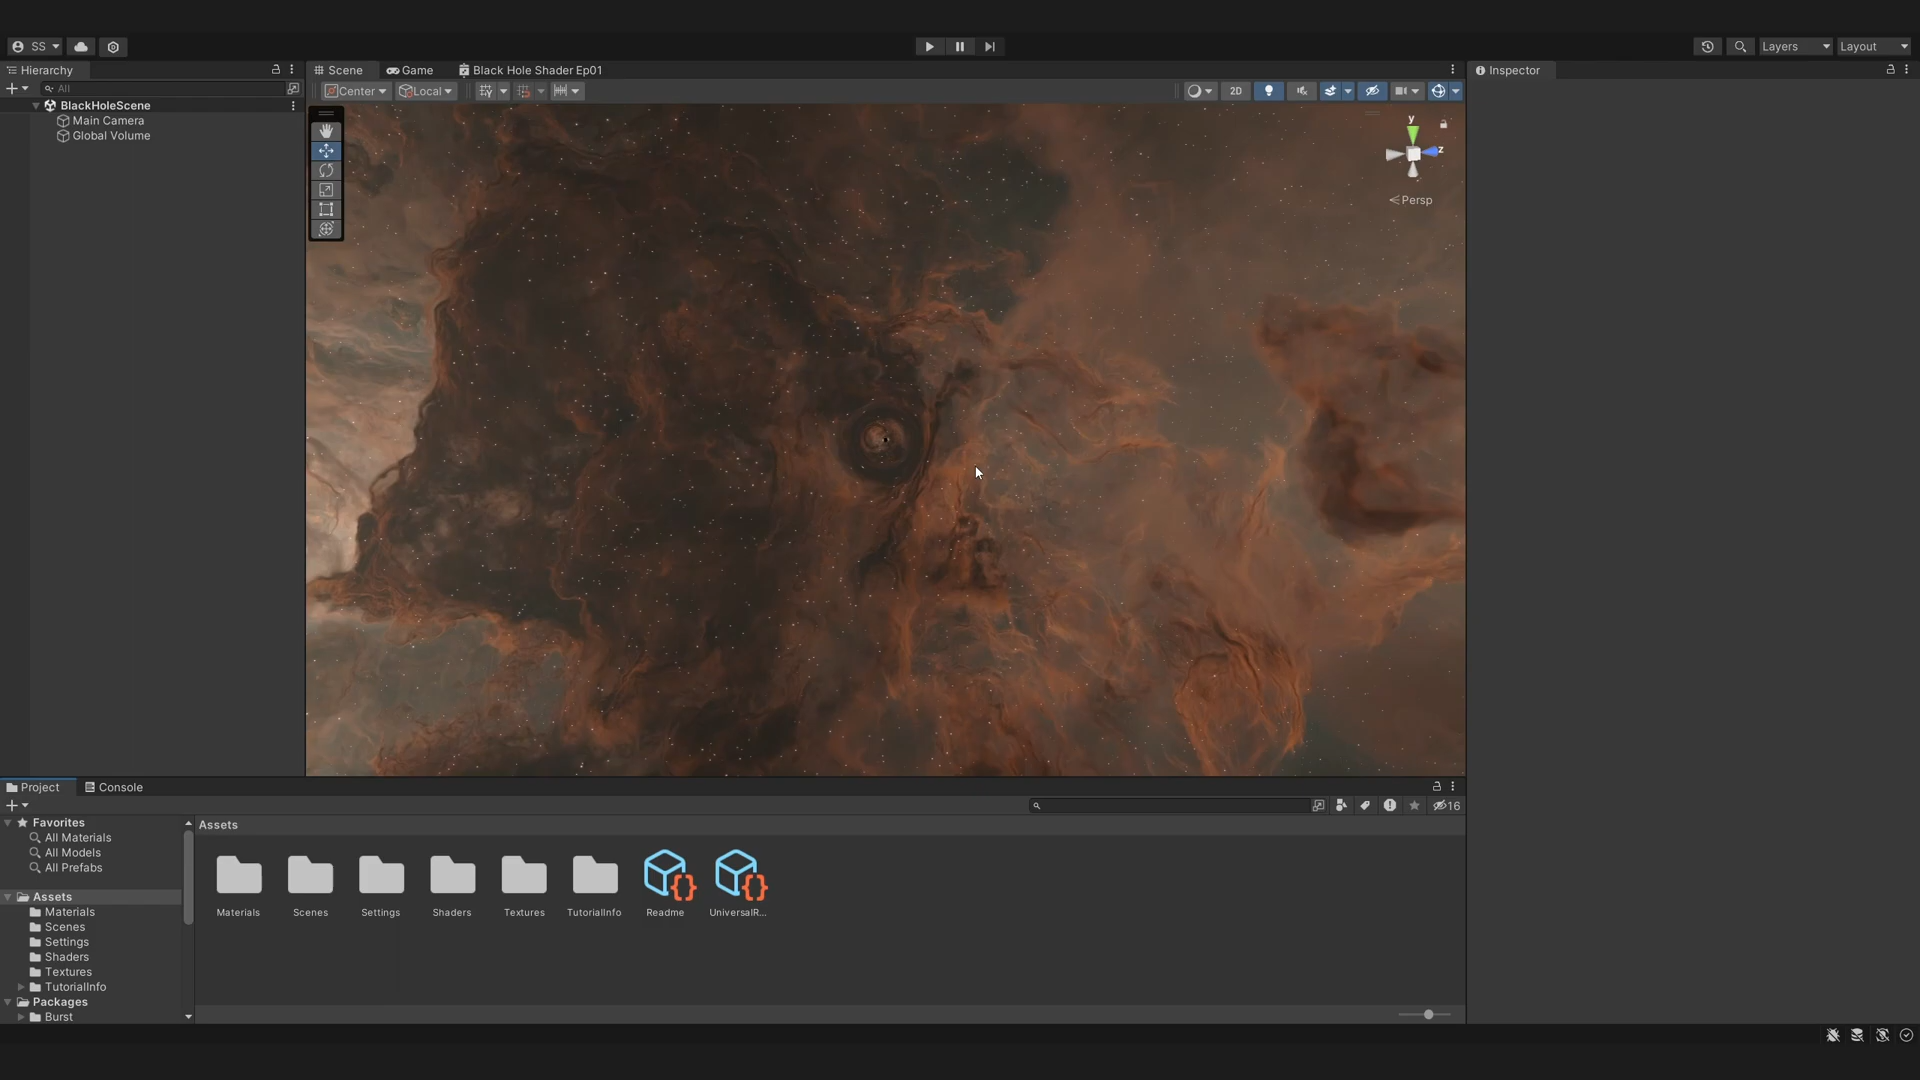 SS
Layers
Layout
Hierarchy
Scene
Game
Black Hole Shader Ep01
Inspector
All
Center
Local
2D
BlackHoleScene
Main Camera
Global Volume
y
z
Persp
Project
Console
16
Favorites
All Materials
All Models
All Prefabs
Assets
Materials
Scenes
Settings
Shaders
Textures
TutorialInfo
Packages
Burst
Assets
Materials
Scenes
Settings
Shaders
Textures
TutorialInfo
Readme
UniversalR...